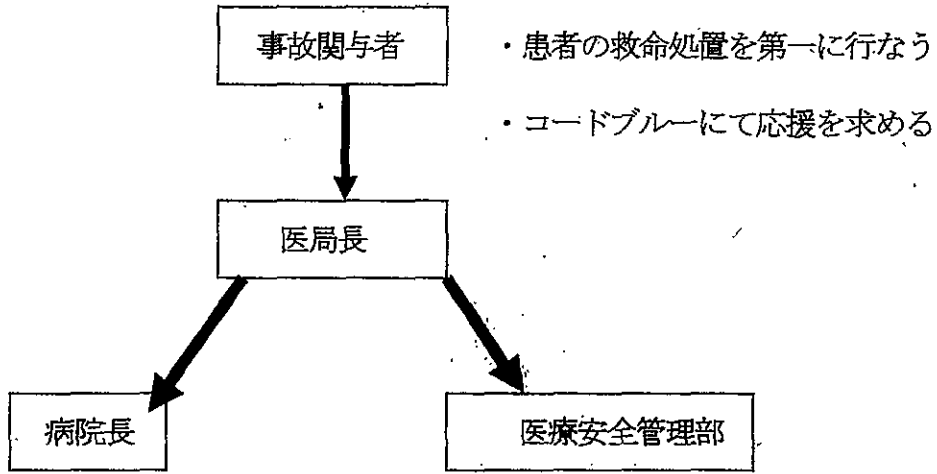 事故関与者
・患者の救命処置を第一に行なう
・コードブルーにて応援を求める
医局長
病院長
医療安全管理部